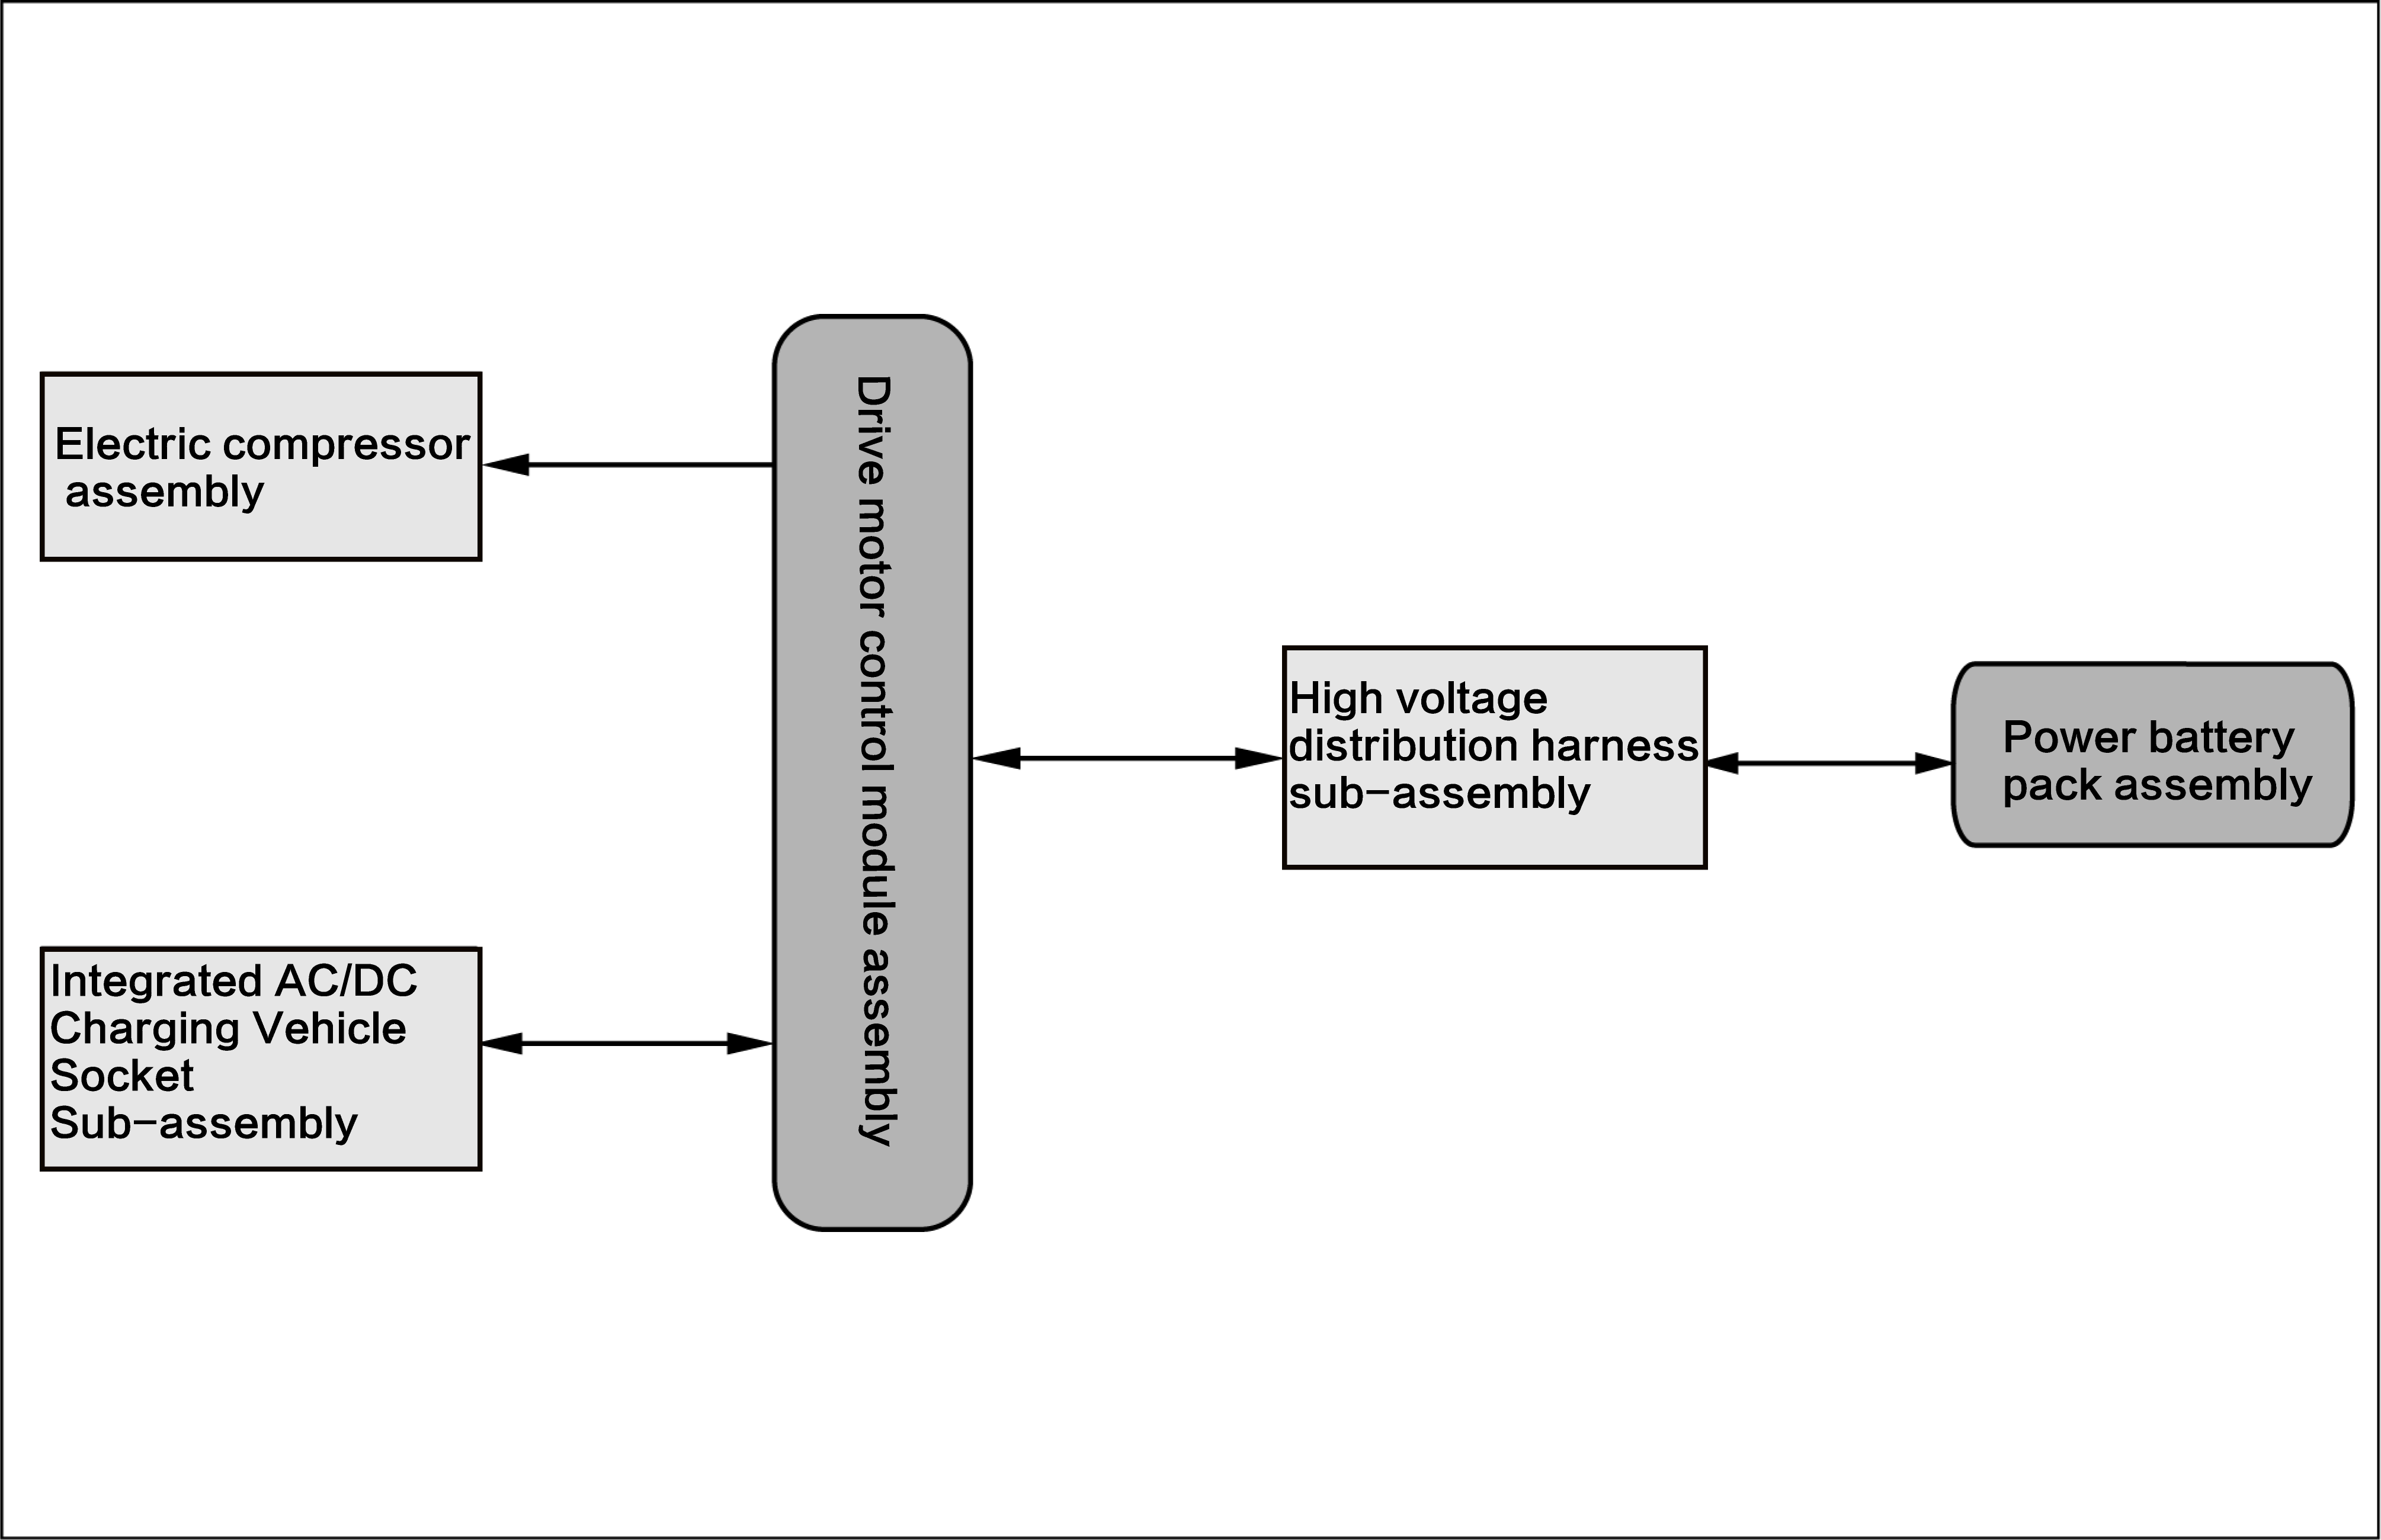 Electric compressor
assembly
Integrated AC/DC
Charging Vehicle
Socket
Sub-assembly
Drive motor control module assembly
High voltage
distribution harness
sub-assembly
Power battery
pack assembly